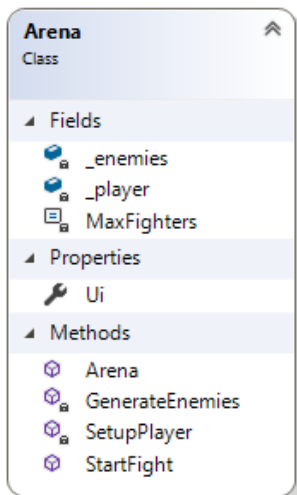 Arena
Class
Fields
_enemies
_player
MaxFighters
Properties
Ui
Methods
Arena
GenerateEnemies
SetupPlayer
StartFight